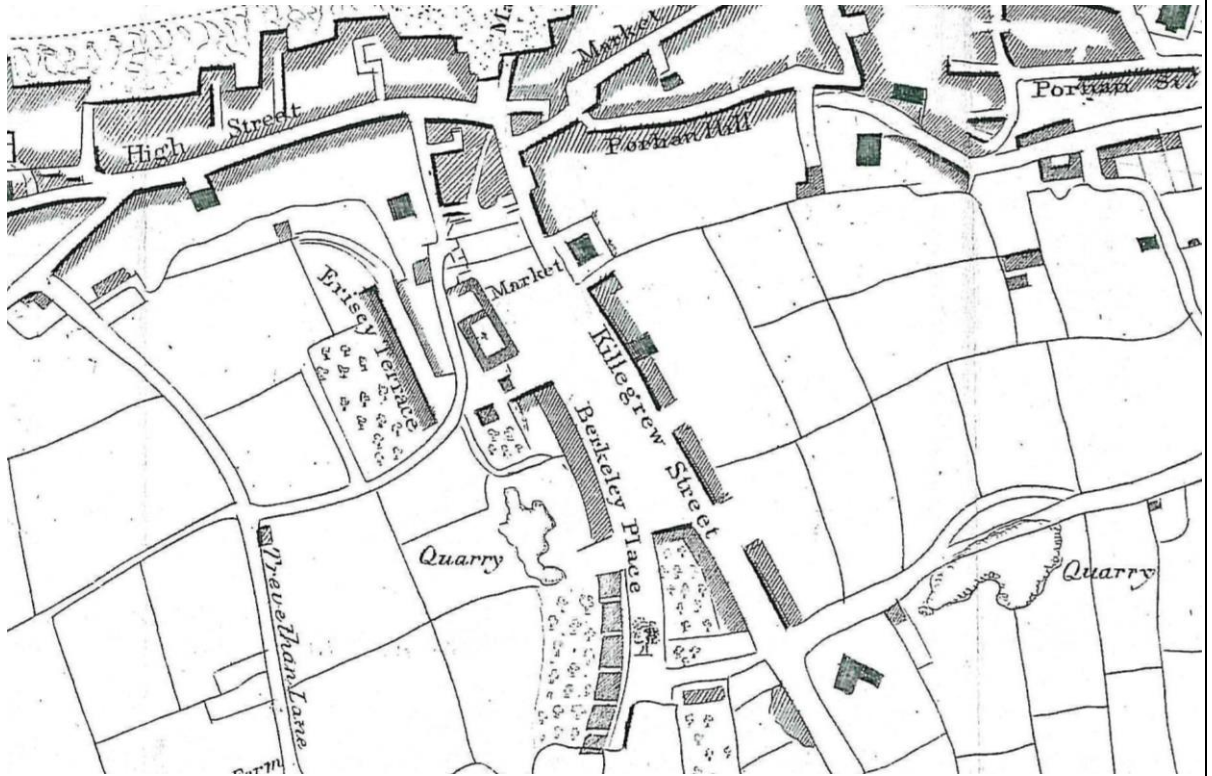 Market
High Street
Porhan Hill
Porhan St.
Erisey Terrace
Market
Killegrew Street
Berkeley Place
Quarry
Quarry
Trevethan Lane
Farm